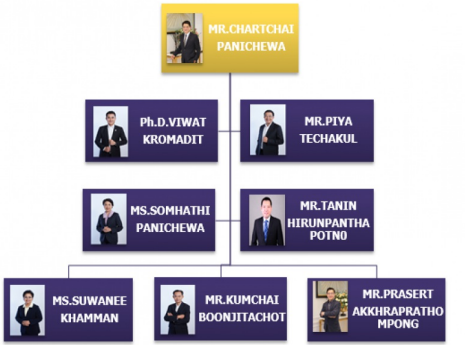 MR.CHARTCHAI
PANICHEWA
Ph.D.VIWAT
KROMADIT
MR.PIYA
TECHAKUL
MS.SOMHATHI
PANICHEWA
MR.TANIN
HIRUNPANTHA
POTN0
MS.SUWANEE
KHAMMAN
MR.KUMCHAI
BOONJITACHOT
MR.PRASERT
AKKHRAPRATHO
MPONG